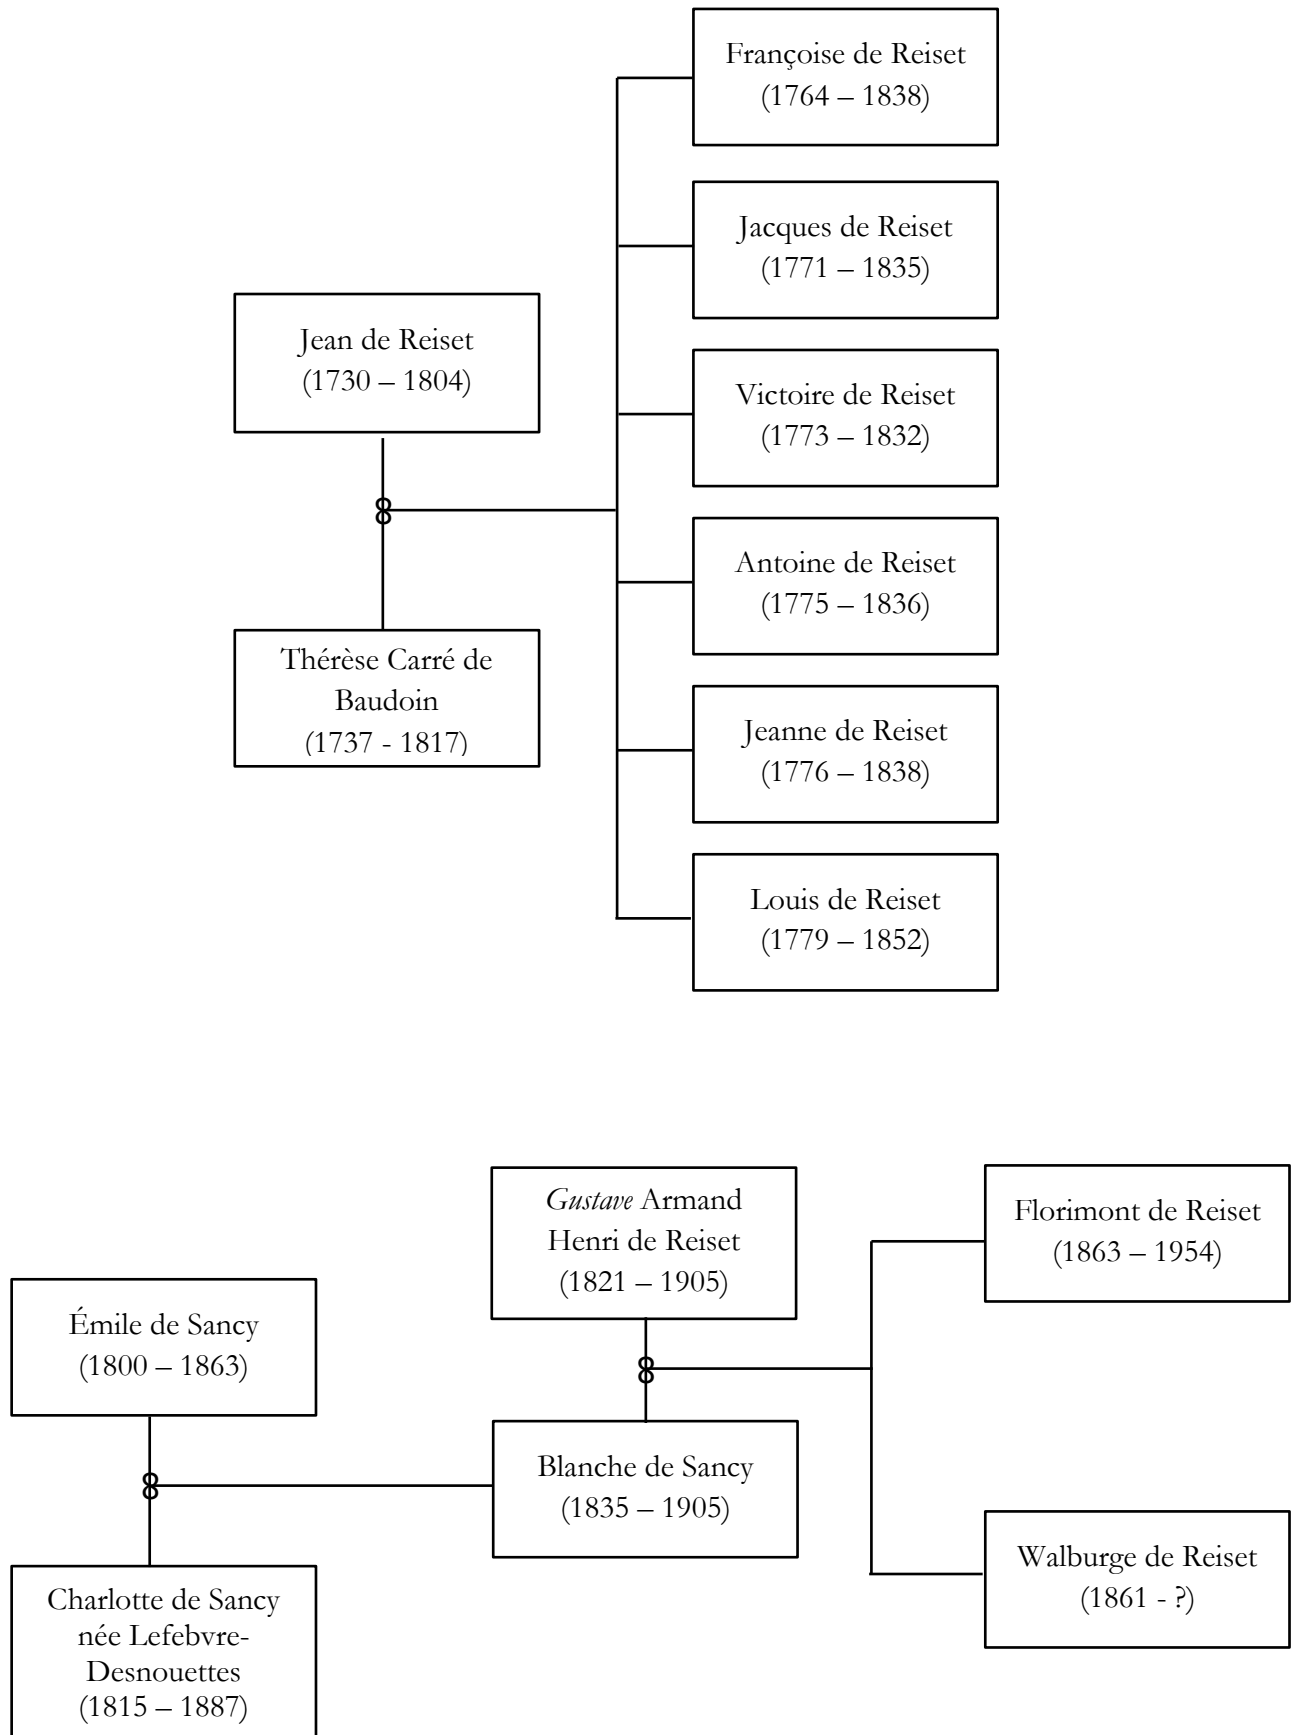 Françoise de Reiset
(1764 – 1838)
Jacques de Reiset
(1771 – 1835)
Jean de Reiset
(1730 – 1804)
Victoire de Reiset
(1773 – 1832)
Antoine de Reiset
(1775 – 1836)
Thérèse Carré de
Baudoin
(1737 - 1817)
Jeanne de Reiset
(1776 – 1838)
Louis de Reiset
(1779 – 1852)
Gustave Armand
Henri de Reiset
(1821 – 1905)
Florimont de Reiset
(1863 – 1954)
Émile de Sancy
(1800 – 1863)
Blanche de Sancy
(1835 – 1905)
Walburge de Reiset
(1861 - ?)
Charlotte de Sancy
née Lefebvre-
Desnouettes
(1815 – 1887)